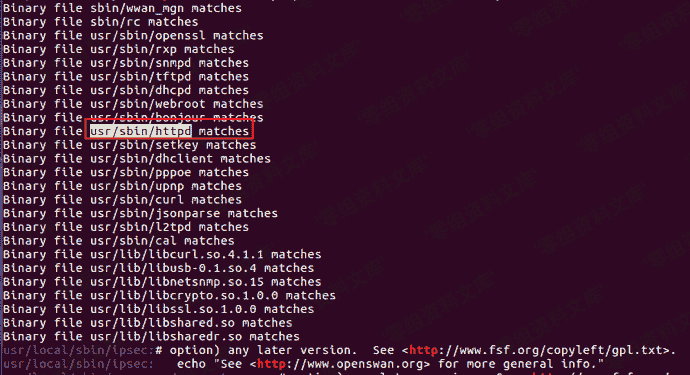 Binary file sbin/wwan_mgn matches
Binary file sbin/rc matches
Binary file usr/sbin/openssl matches
Binary file usr/sbin/rxp matches
Binary file usr/sbin/snmpd matches
Binary file usr/sbin/tftpd matches
Binary file usr/sbin/dhcpd matches
Binary file usr/sbin/webroot matches
Binary file usr/sbin/bonjour matches
Binary file usr/sbin/httpd matches
Binary file usr/sbin/setkey matches
Binary file usr/sbin/dhclient matches
Binary file usr/sbin/pppoe matches
Binary file usr/sbin/upnp matches
Binary file usr/sbin/curl matches
Binary file usr/sbin/jsonparse matches
Binary file usr/sbin/l2tpd matches
Binary file usr/sbin/cal matches
Binary file usr/lib/libcurl.so.4.1.1 matches
Binary file usr/lib/libusb-0.1.so.4 matches
Binary file usr/lib/libnetsnmp.so.15 matches
Binary file usr/lib/libcrypto.so.1.0.0 matches
Binary file usr/lib/libssl.so.1.0.0 matches
Binary file usr/lib/libshared.so matches
Binary file usr/lib/libsharedr.so matches
usr/local/sbin/ipsec:# option) any later version.  See <http://www.fsf.org/copyleft/gpl.txt>.
usr/local/sbin/ipsec:   echo "See <http://www.openswan.org> for more general info."